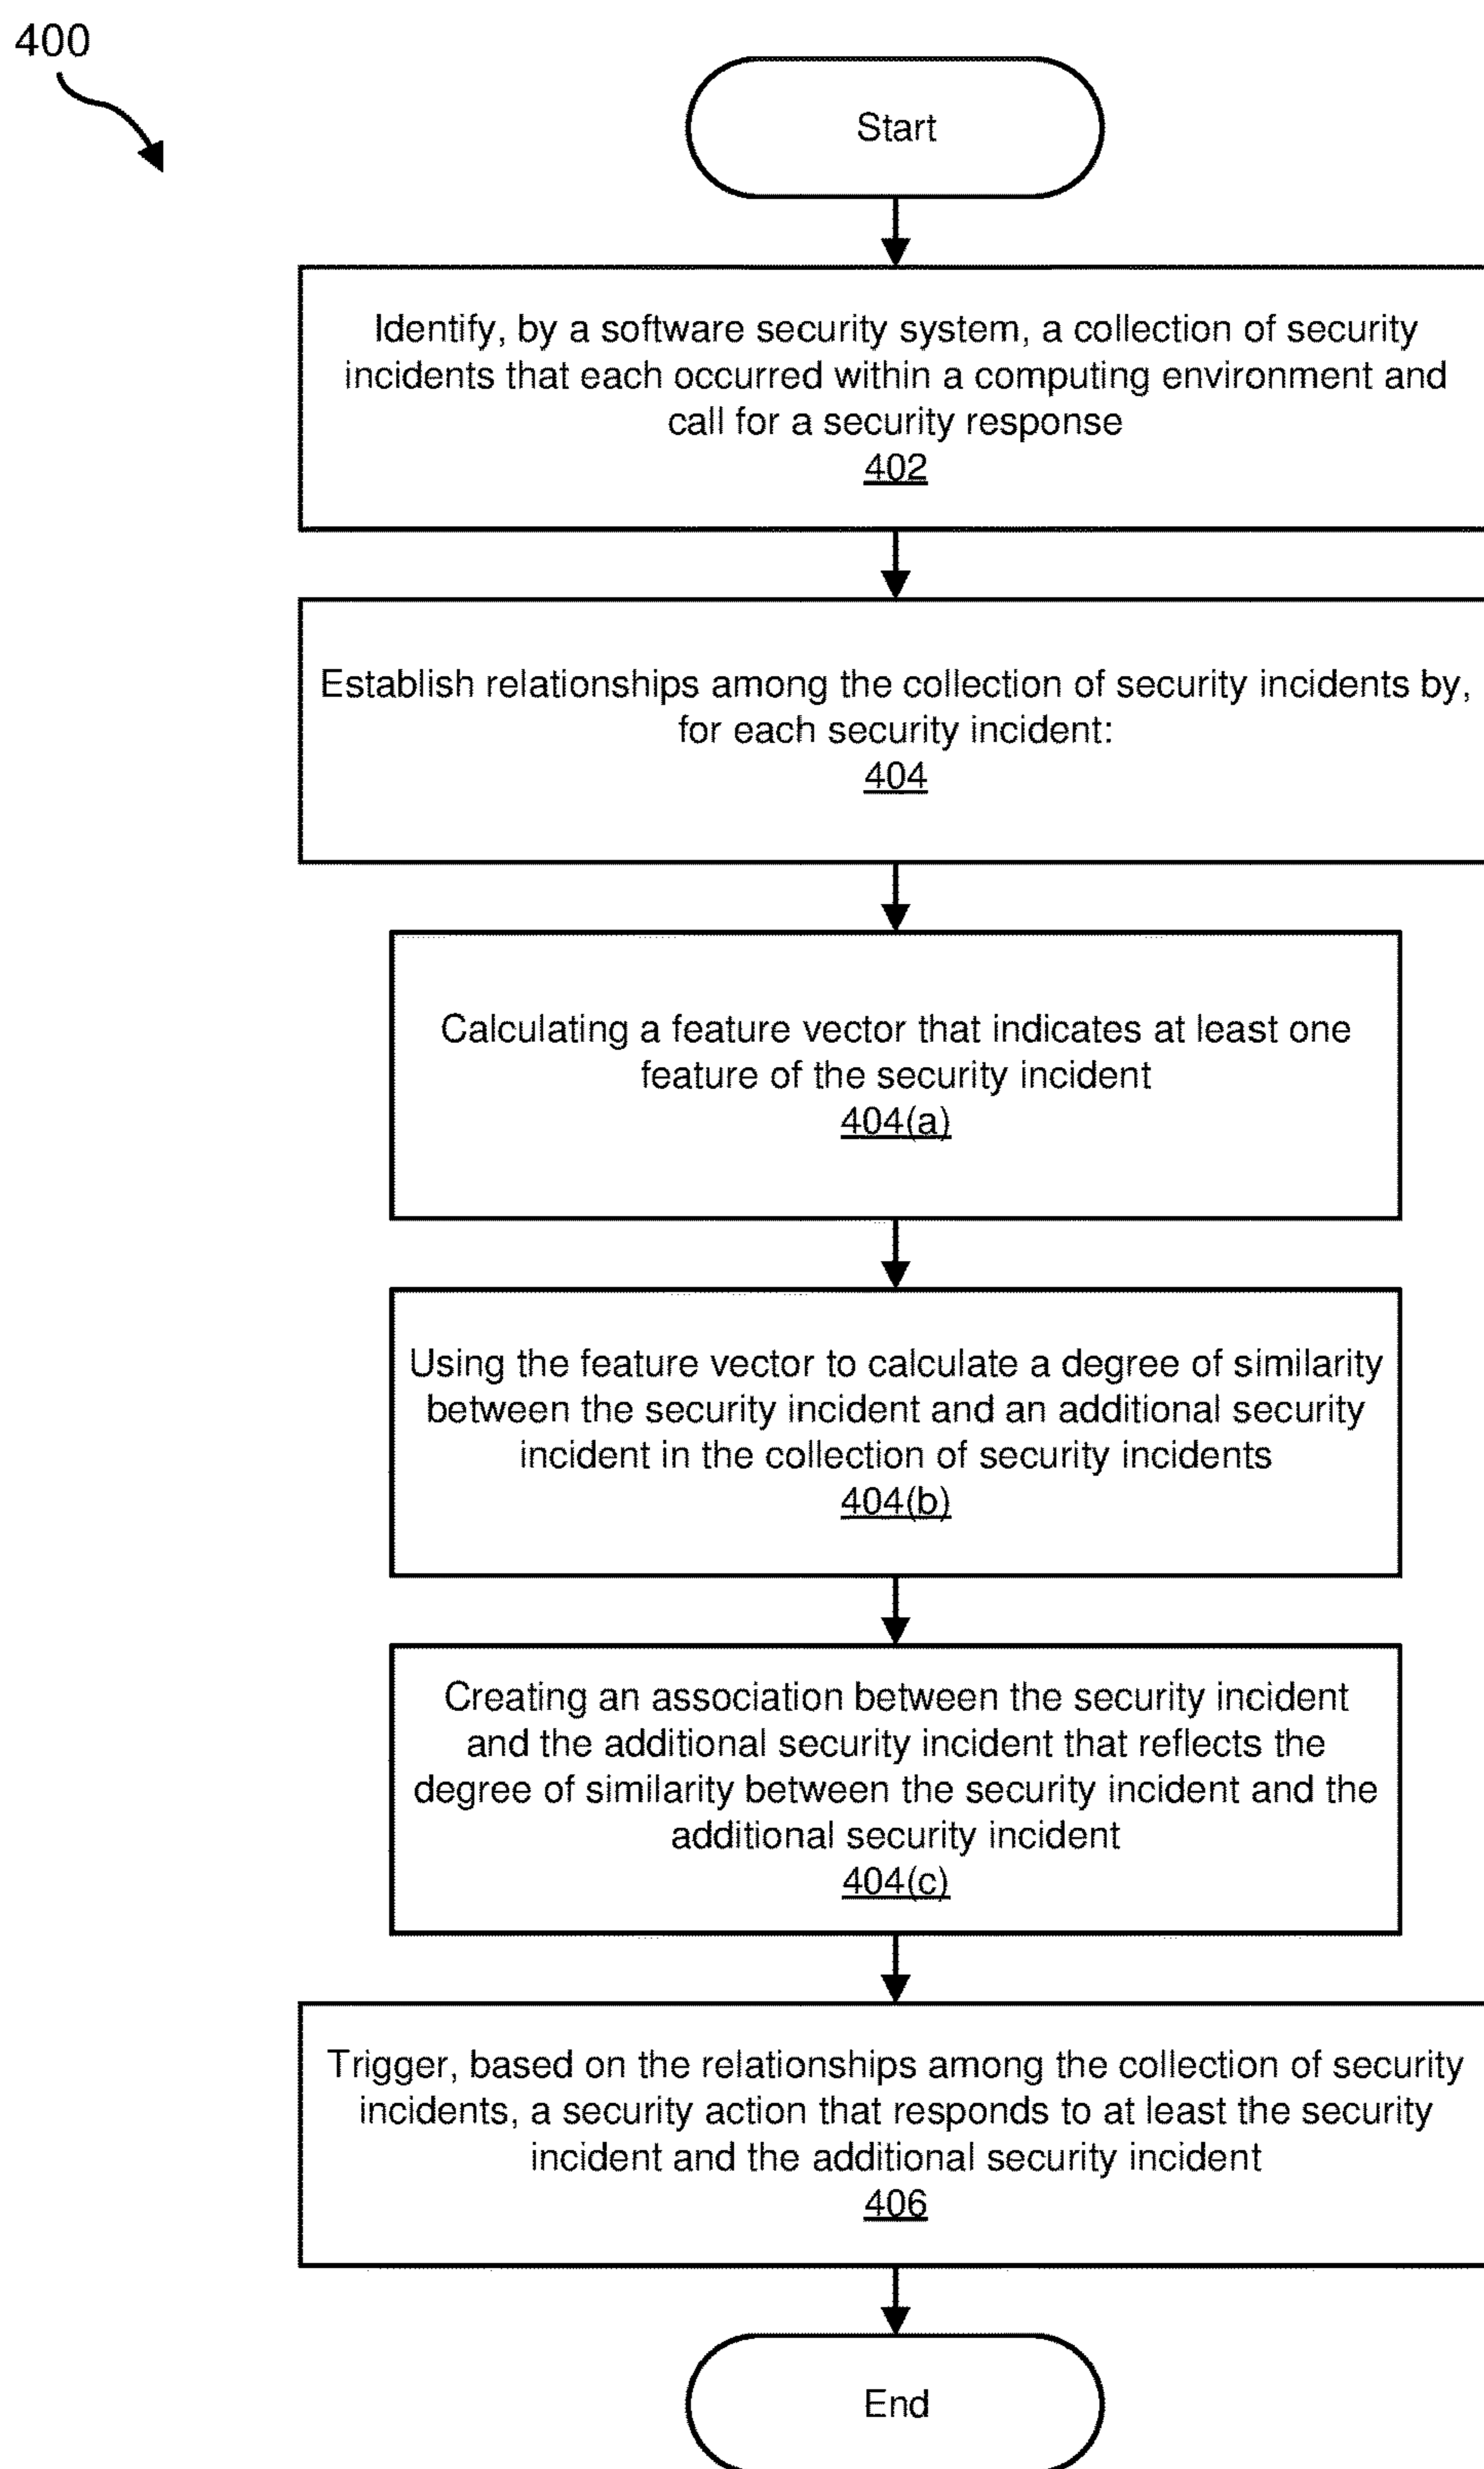 400
Start
Identify, by a software security system, a collection of security
incidents that each occurred within a computing environment and
call for a security response
402
Establish relationships among the collection of security incidents by,
for each security incident:
404
Calculating a feature vector that indicates at least one
feature of the security incident
404(a)
Using the feature vector to calculate a degree of similarity
between the security incident and an additional security
incident in the collection of security incidents
404(b)
Creating an association between the security incident
and the additional security incident that reflects the
degree of similarity between the security incident and the
additional security incident
404(c)
Trigger, based on the relationships among the collection of security
incidents, a security action that responds to at least the security
incident and the additional security incident
406
End